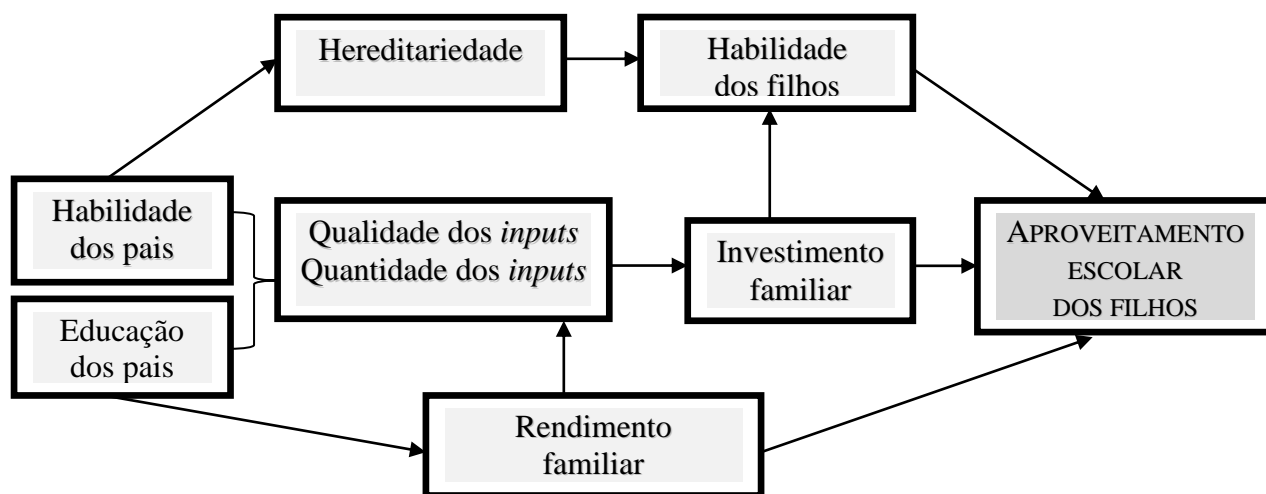 Hereditariedade
Habilidade
dos filhos
Habilidade
dos pais
Qualidade dos inputs
Quantidade dos inputs
Investimento
familiar
APROVEITAMENTO
ESCOLAR
DOS FILHOS
Educação
dos pais
Rendimento
familiar